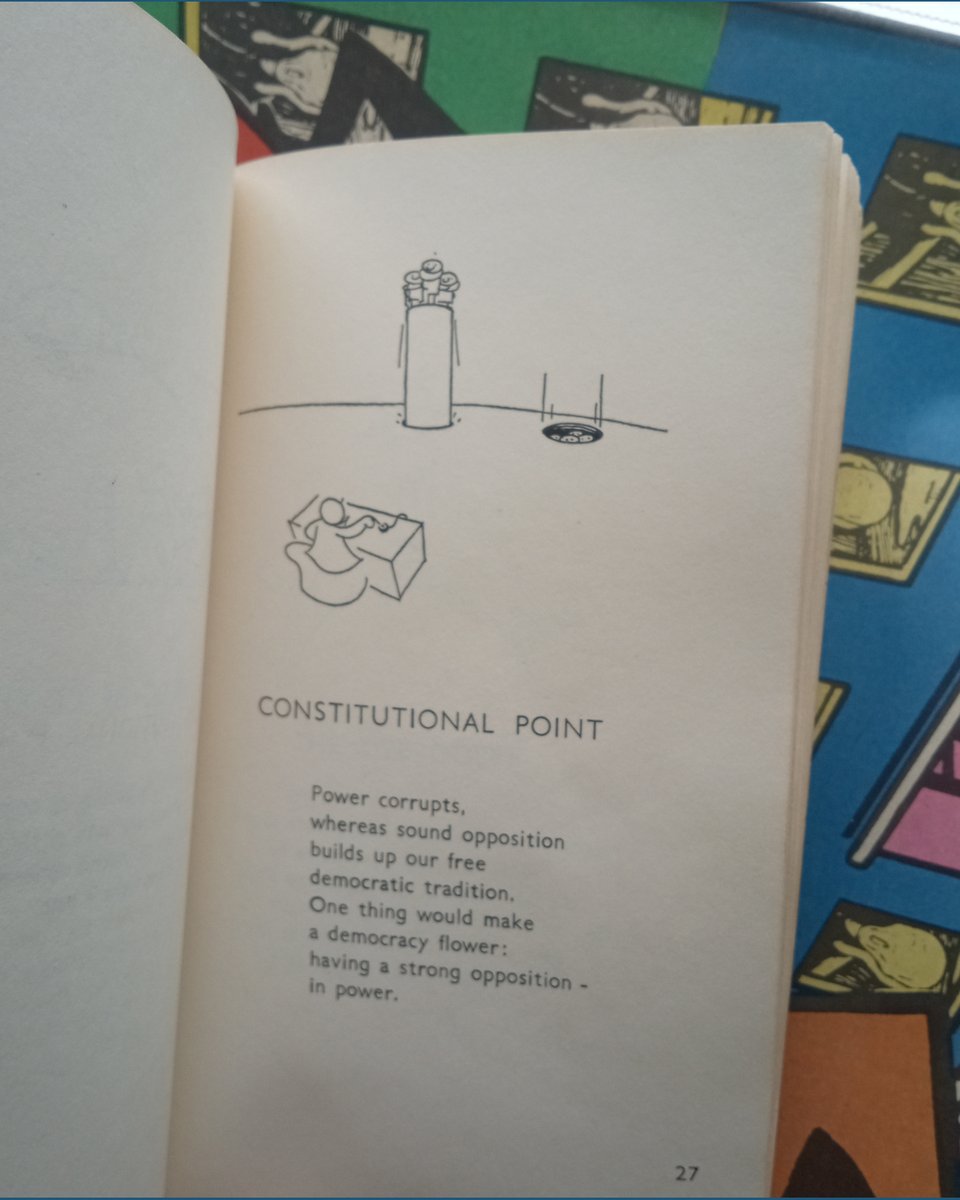 CONSTITUTIONAL POINT
Power corrupts,
whereas sound opposition
builds up our free
democratic tradition.
One thing would make
a democracy flower:
having a strong opposition -
in power.
27